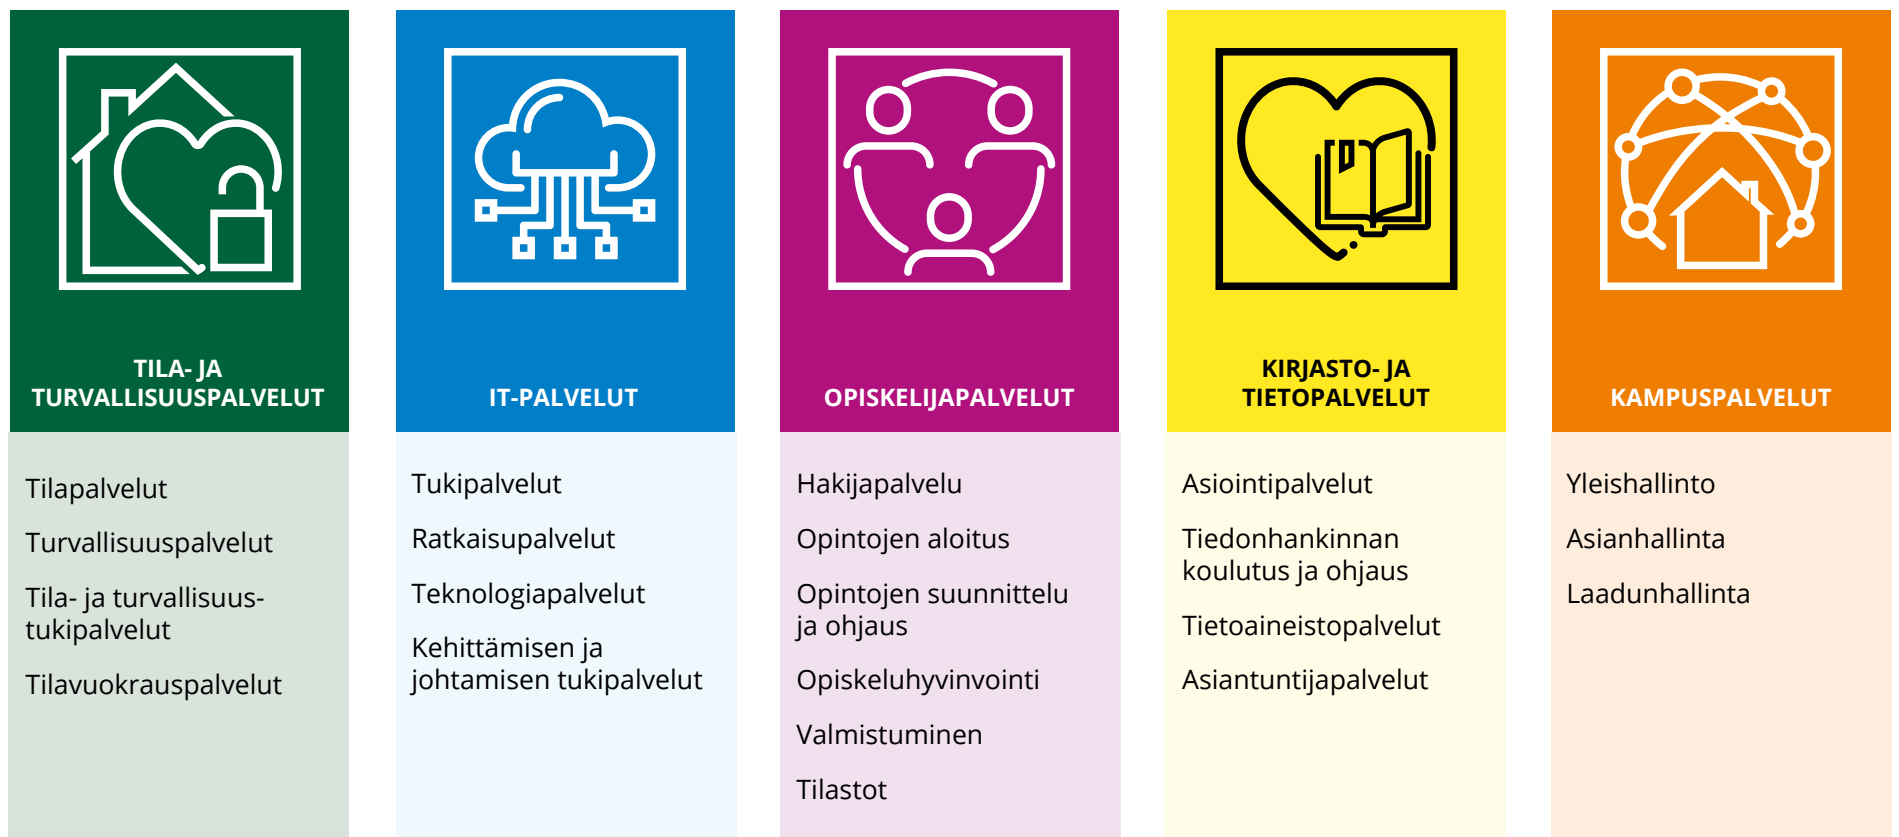 TILA- JA
TURVALLISUUSPALVELUT
Tilapalvelut
Turvallisuuspalvelut
Tila- ja turvallisuus-
tukipalvelut
Tilavuokrauspalvelut
IT-PALVELUT
Tukipalvelut
Ratkaisupalvelut
Teknologiapalvelut
Kehittämisen ja
johtamisen tukipalvelut
OPISKELIJAPALVELUT
Hakijapalvelu
Opintojen aloitus
Opintojen suunnittelu
ja ohjaus
Opiskeluhyvinvointi
Valmistuminen
Tilastot
KIRJASTO- JA
TIETOPALVELUT
Asiointipalvelut
Tiedonhankinnan
koulutus ja ohjaus
Tietoaineistopalvelut
Asiantuntijapalvelut
KAMPUSPALVELUT
Yleishallinto
Asianhallinta
Laadunhallinta